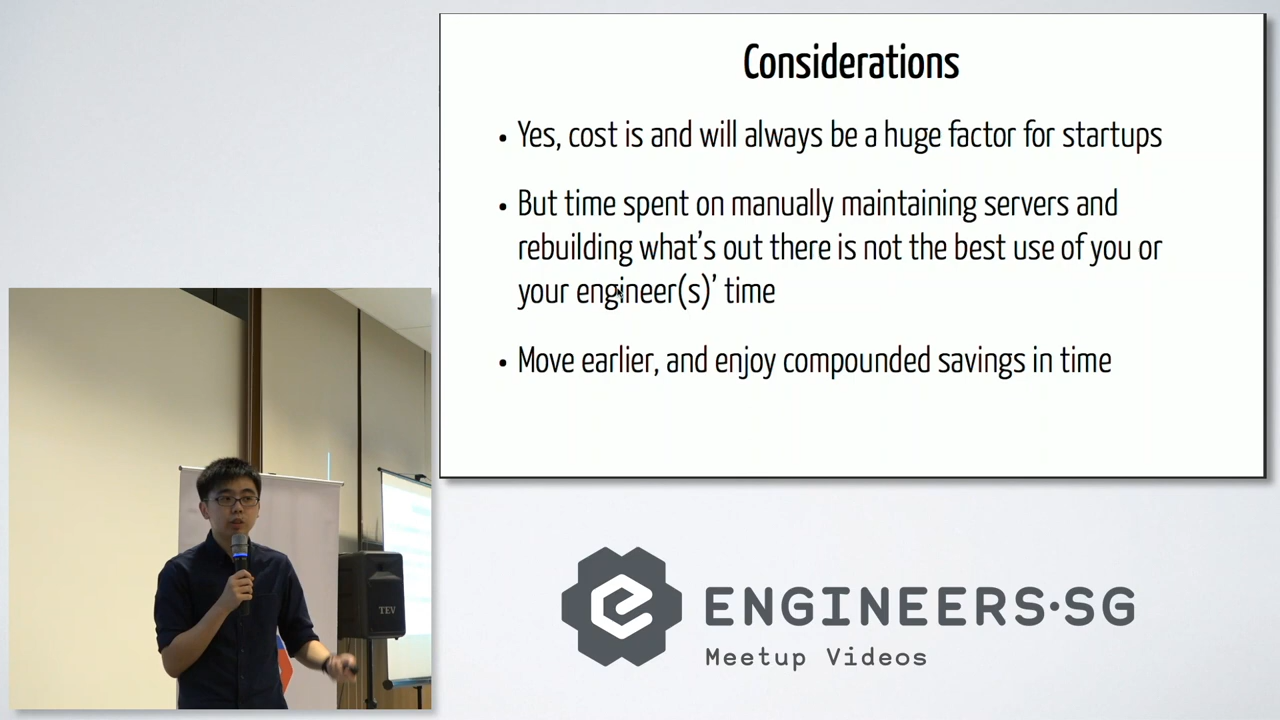 Considerations
• Yes, cost is and will always be a huge factor for startups
• But time spent on manually maintaining servers and
rebuilding what's out there is not the best use of you or
your engineer(s)' time
• Move earlier, and enjoy compounded savings in time
TEV
ENGINEERS·SG
Meetup Videos